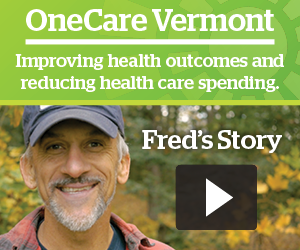 OneCare Vermont
Improving health outcomes and
reducing health care spending.
Fred's Story